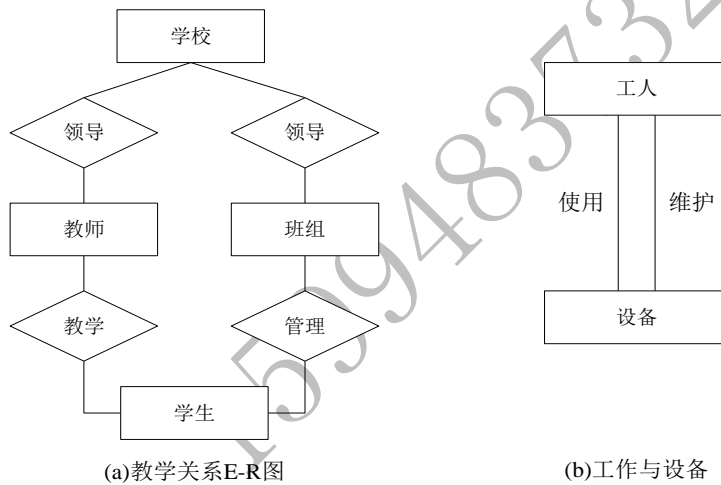 学校
领导
领导
教师
班组
教学
管理
学生
(a)教学关系E-R图
工人
使用
维护
设备
(b)工作与设备
1599483732